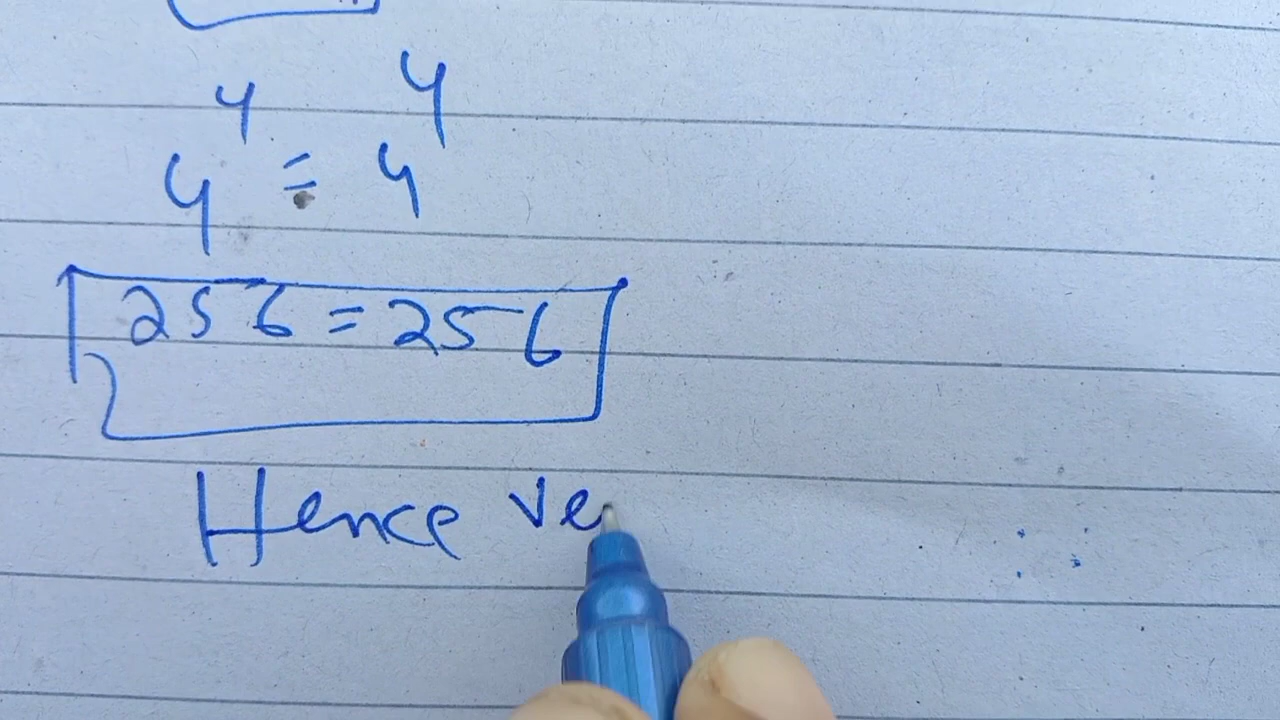 4⁴ = 4⁴
256 = 256
Hence ve